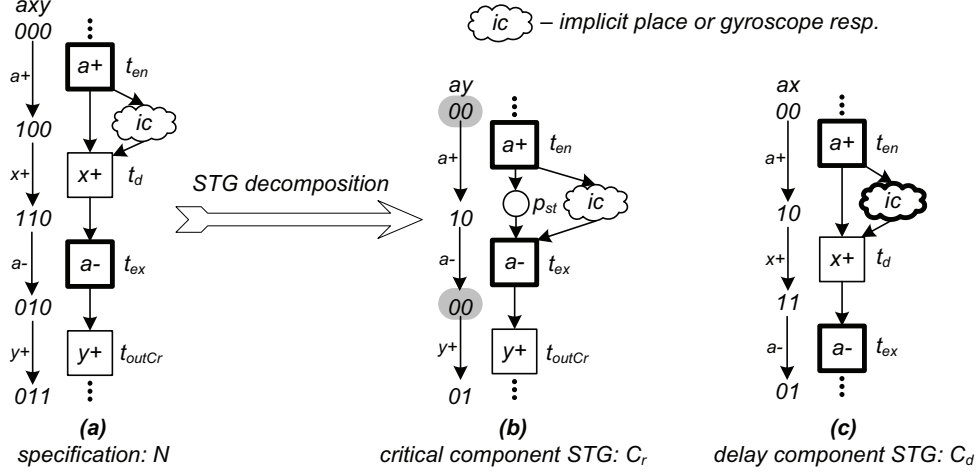 ic – implicit place or gyroscope resp.
axy
000
a+
100
x+
110
a-
010
y+
011
a+ t_en
ic
x+ t_d
a- t_ex
y+ t_outCr
(a)
specification: N
STG decomposition
ay
00
a+
10
a-
00
y+
01
a+ t_en
p_st ic
a- t_ex
y+ t_outCr
(b)
critical component STG: C_r
ax
00
a+
10
x+
11
a-
01
a+ t_en
ic
x+ t_d
a- t_ex
(c)
delay component STG: C_d